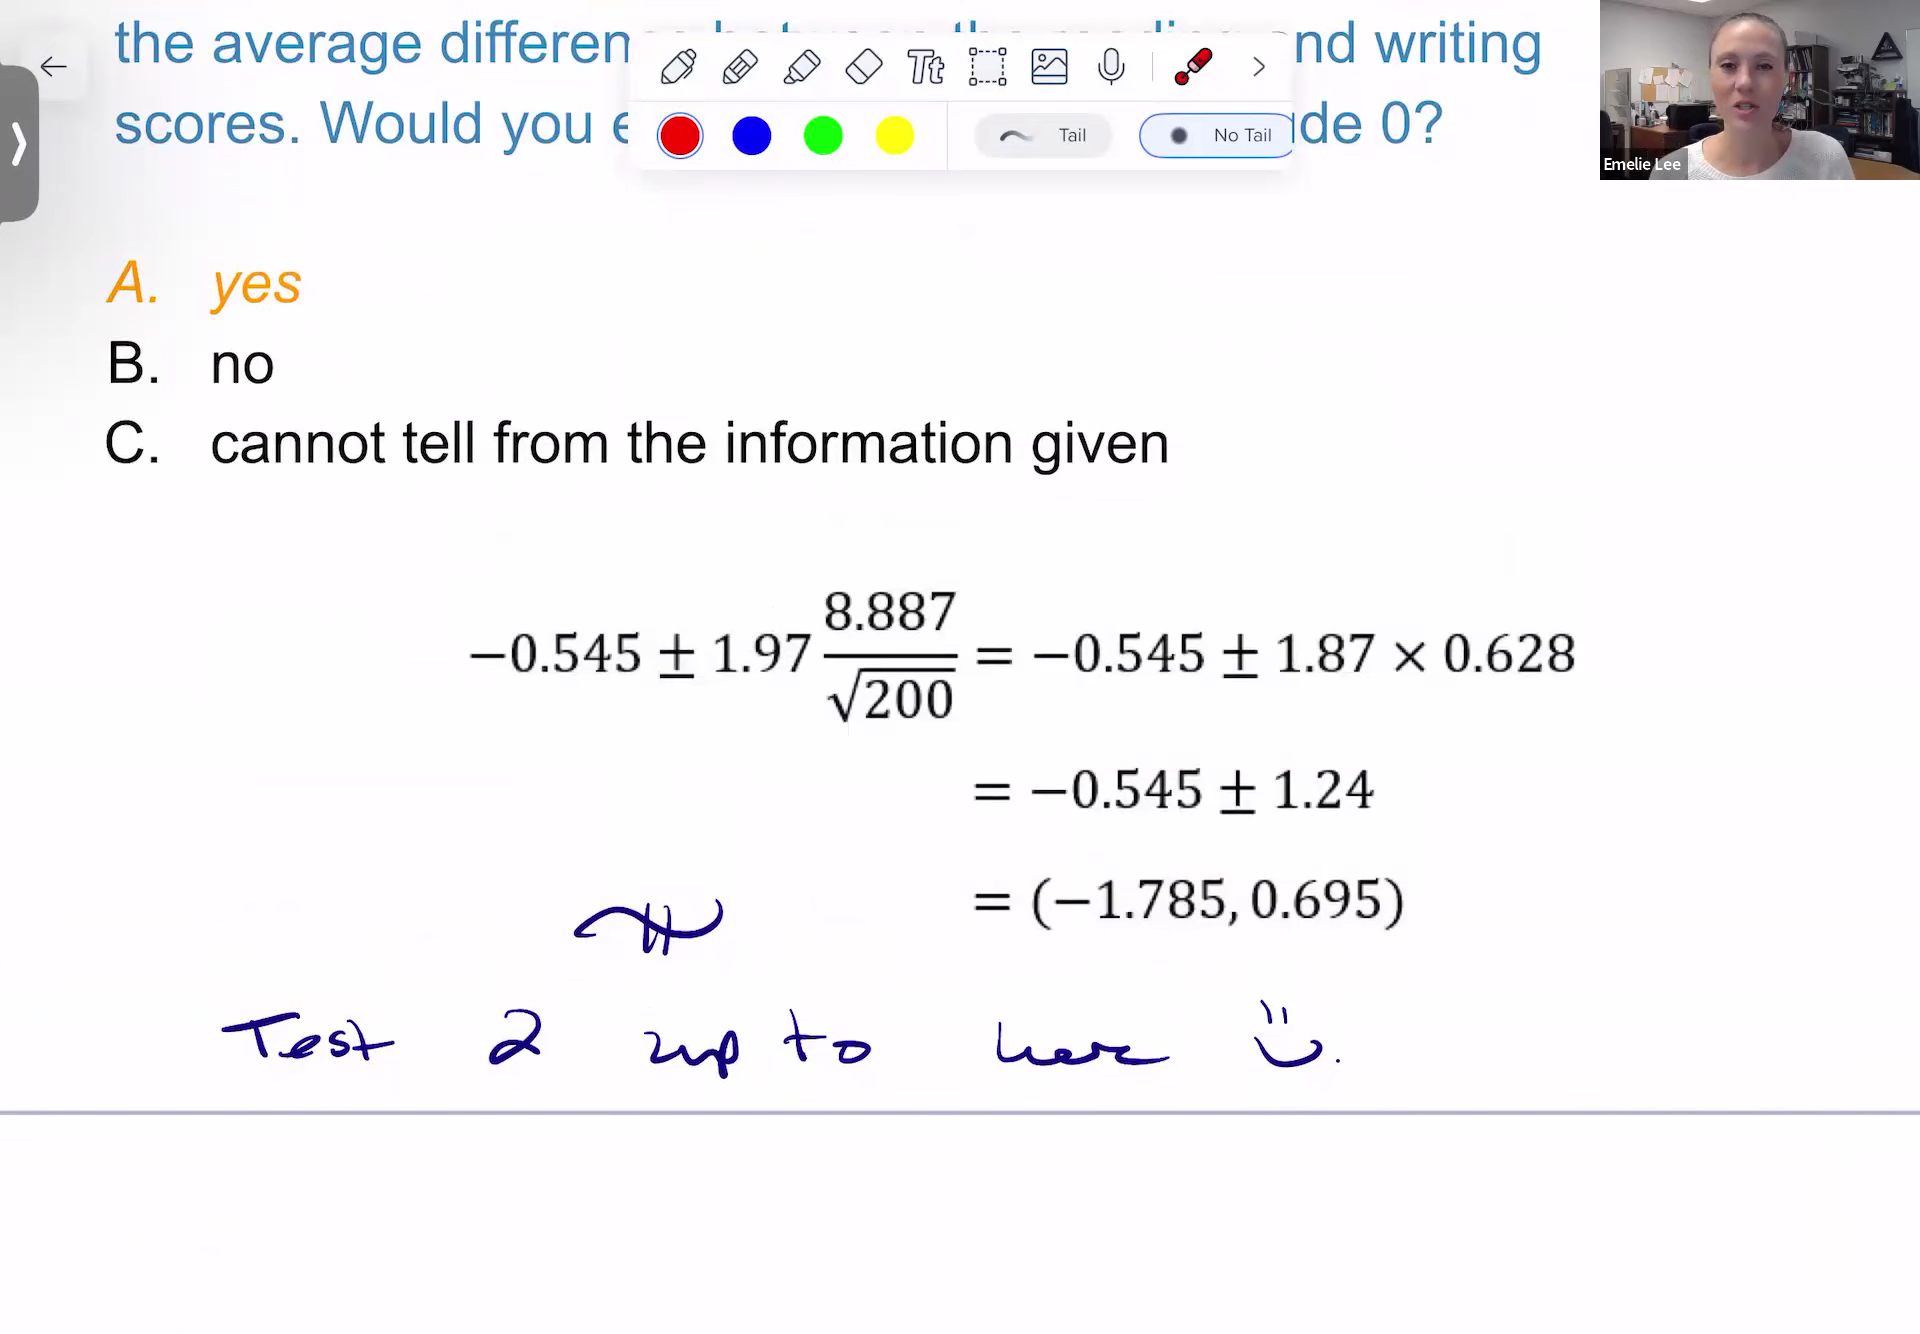 the average differen nd writing
scores. Would you e de 0?
Tt
Tail
No Tail
Emelie Lee
A. yes
B. no
C. cannot tell from the information given
−0.545 ± 1.97 8.887/√200 = −0.545 ± 1.87 × 0.628
= −0.545 ± 1.24
= (−1.785, 0.695)
Test 2 up to here